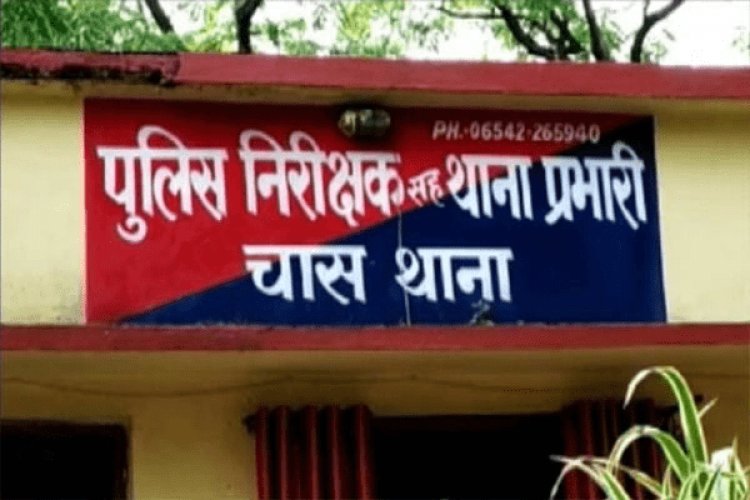 PH.-06542-265940
पुलिस निरीक्षक सह थाना प्रभारी
चास थाना